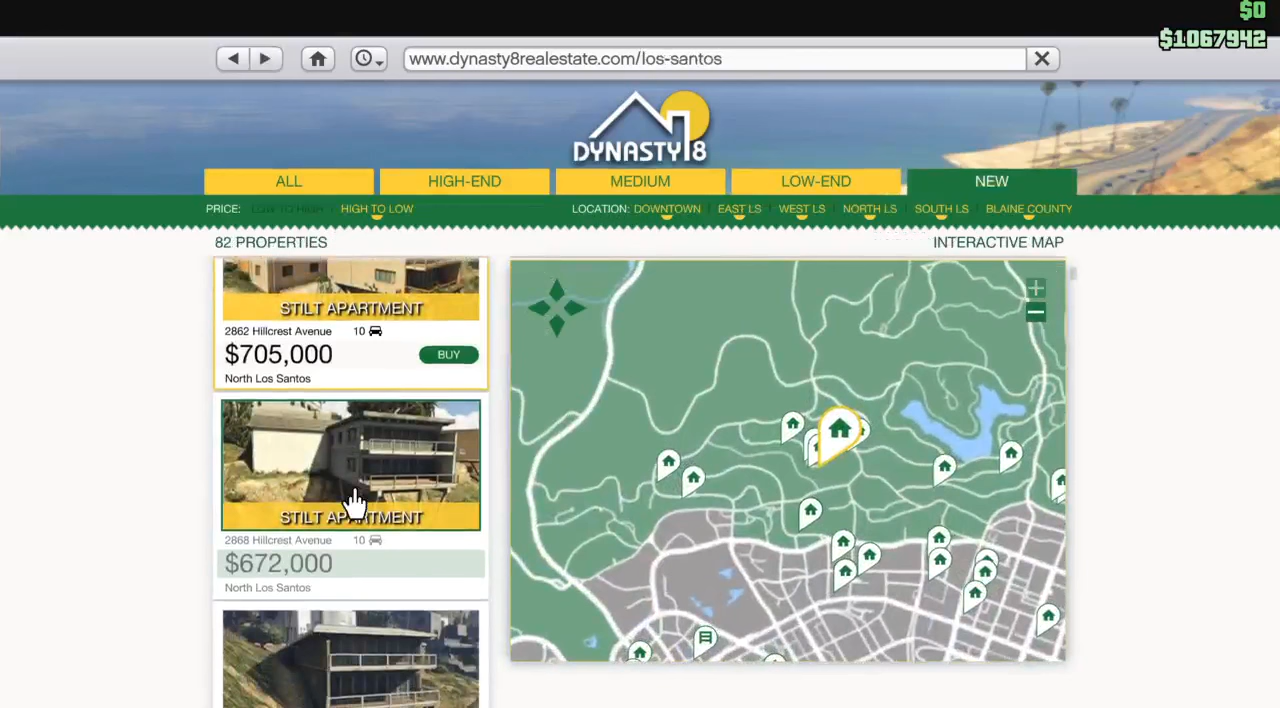 $0
$1067942
www.dynasty8realestate.com/los-santos
DYNASTY8
ALL
HIGH-END
MEDIUM
LOW-END
NEW
PRICE: LOW TO HIGH | HIGH TO LOW
LOCATION: DOWNTOWN | EAST LS | WEST LS | NORTH LS | SOUTH LS | BLAINE COUNTY
82 PROPERTIES
INTERACTIVE MAP
STILT APARTMENT
2862 Hillcrest Avenue 10
$705,000
BUY
North Los Santos
STILT APARTMENT
2868 Hillcrest Avenue 10
$672,000
North Los Santos